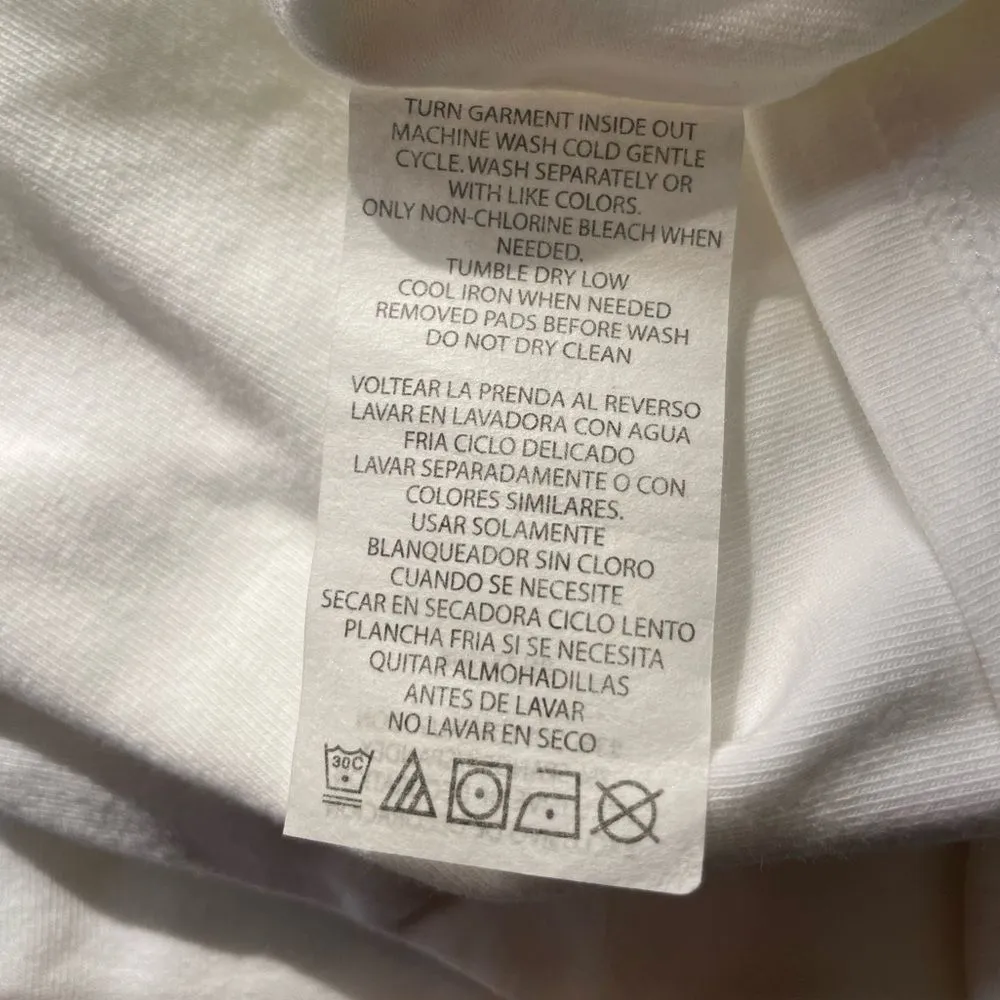 TURN GARMENT INSIDE OUT
MACHINE WASH COLD GENTLE
CYCLE. WASH SEPARATELY OR
WITH LIKE COLORS.
ONLY NON-CHLORINE BLEACH WHEN
NEEDED.
TUMBLE DRY LOW
COOL IRON WHEN NEEDED
REMOVED PADS BEFORE WASH
DO NOT DRY CLEAN
VOLTEAR LA PRENDA AL REVERSO
LAVAR EN LAVADORA CON AGUA
FRIA CICLO DELICADO
LAVAR SEPARADAMENTE O CON
COLORES SIMILARES.
USAR SOLAMENTE
BLANQUEADOR SIN CLORO
CUANDO SE NECESITE
SECAR EN SECADORA CICLO LENTO
PLANCHA FRIA SI SE NECESITA
QUITAR ALMOHADILLAS
ANTES DE LAVAR
NO LAVAR EN SECO
30C